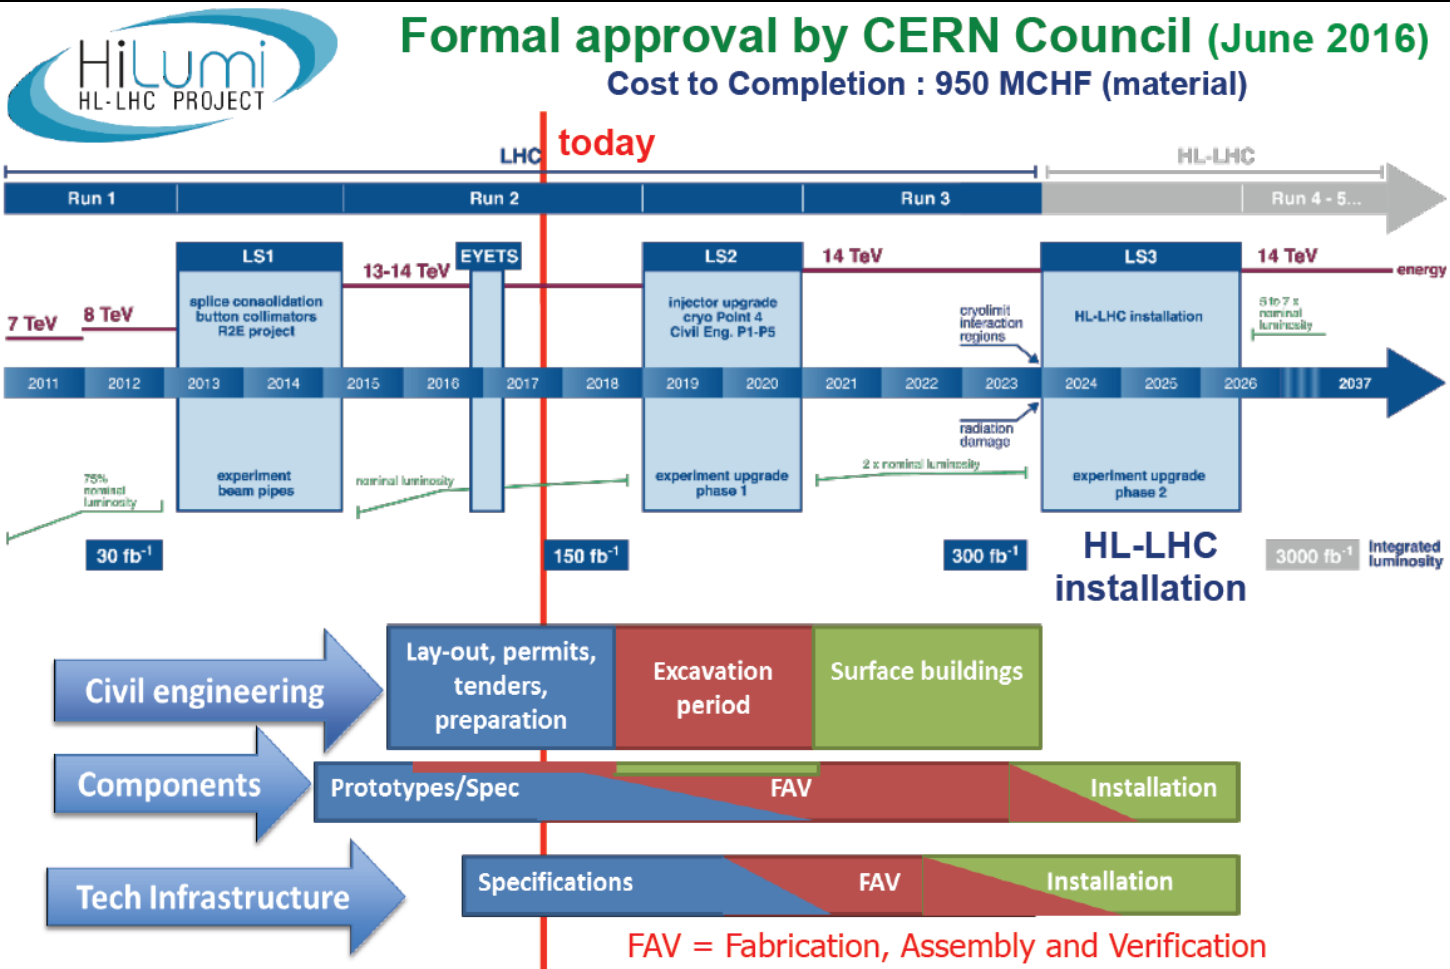 HiLumi
HL-LHC PROJECT
Formal approval by CERN Council (June 2016)
Cost to Completion : 950 MCHF (material)
today
LHC
HL-LHC
Run 1
Run 2
Run 3
Run 4 - 5...
LS1
EYETS
LS2
14 TeV
LS3
14 TeV
13-14 TeV
energy
splice consolidation
button collimators
R2E project
injector upgrade
cryo Point 4
Civil Eng. P1-P5
cryolimit
interaction
regions
HL-LHC installation
5 to 7 x
nominal
luminosity
7 TeV
8 TeV
2011
2012
2013
2014
2015
2016
2017
2018
2019
2020
2021
2022
2023
2024
2025
2026
2037
radiation
damage
75%
nominal
luminosity
experiment
beam pipes
nominal luminosity
experiment upgrade
phase 1
2 x nominal luminosity
experiment upgrade
phase 2
30 fb-1
150 fb-1
300 fb-1
HL-LHC
installation
3000 fb-1
integrated
luminosity
Civil engineering
Lay-out, permits,
tenders,
preparation
Excavation
period
Surface buildings
Components
Prototypes/Spec
FAV
Installation
Tech Infrastructure
Specifications
FAV
Installation
FAV = Fabrication, Assembly and Verification